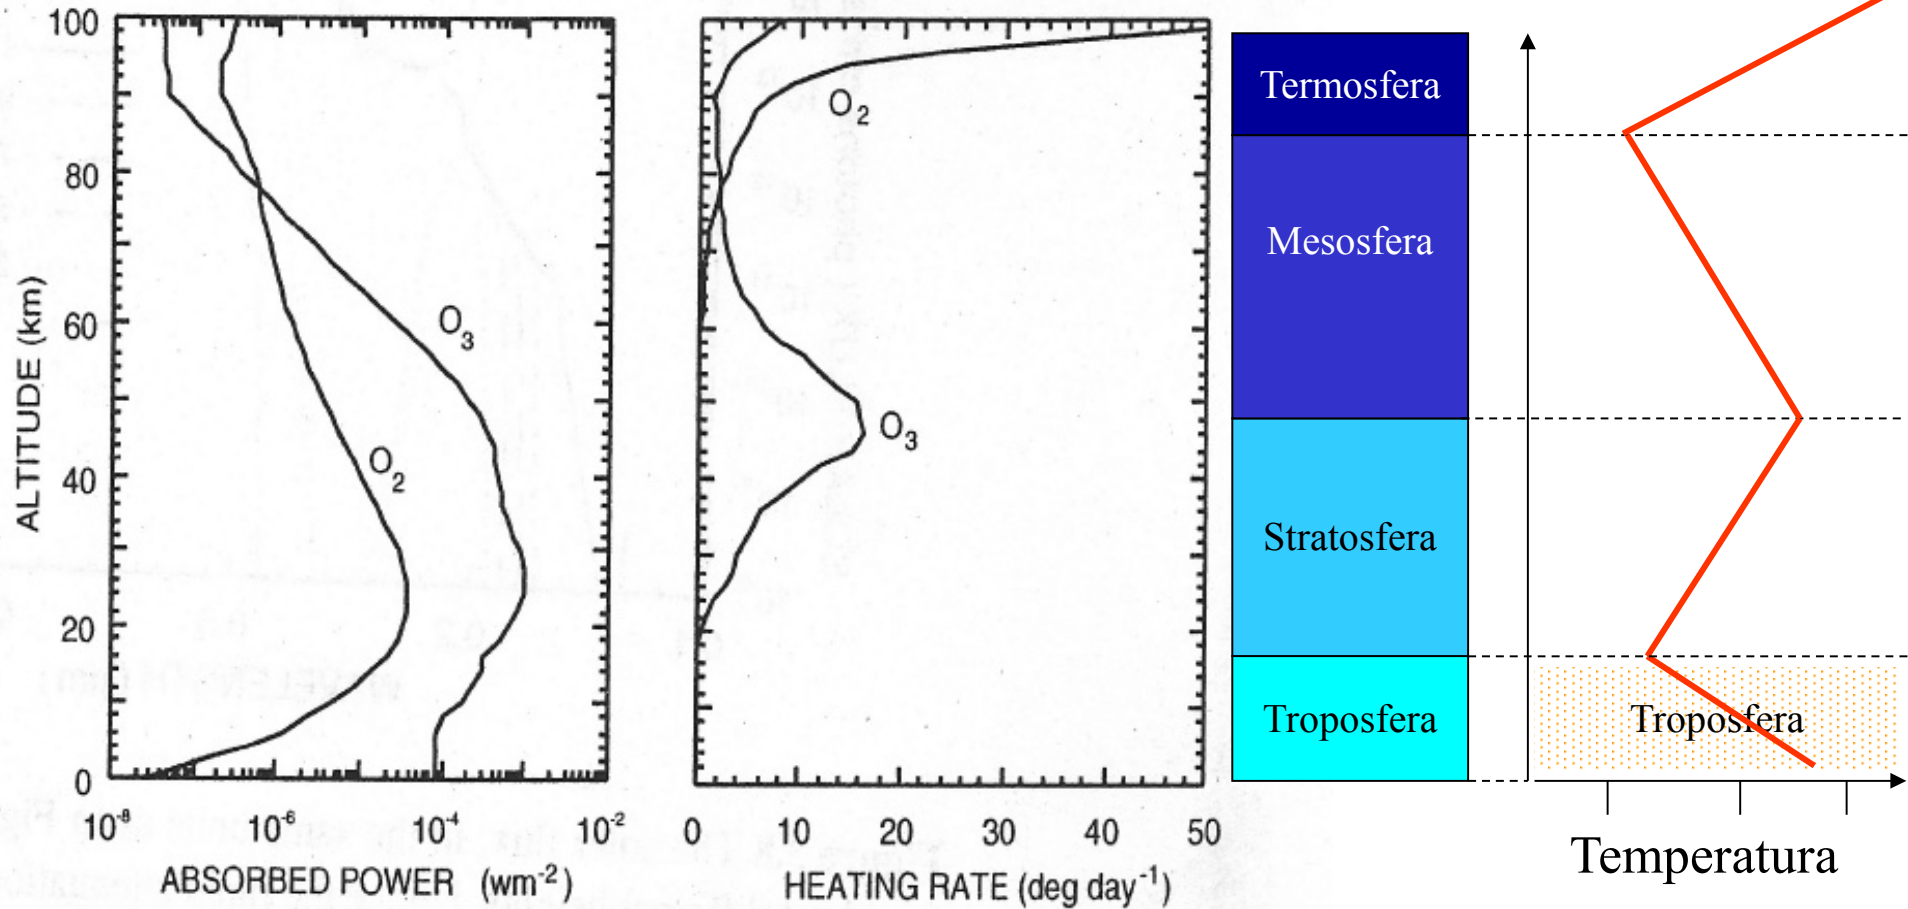 100
80
60
40
20
0
ALTITUDE (km)
O3
O2
10-8 10-6 10-4 10-2
ABSORBED POWER (wm-2)
O2
O3
0 10 20 30 40 50
HEATING RATE (deg day-1)
Termosfera
Mesosfera
Stratosfera
Troposfera
Troposfera
Temperatura